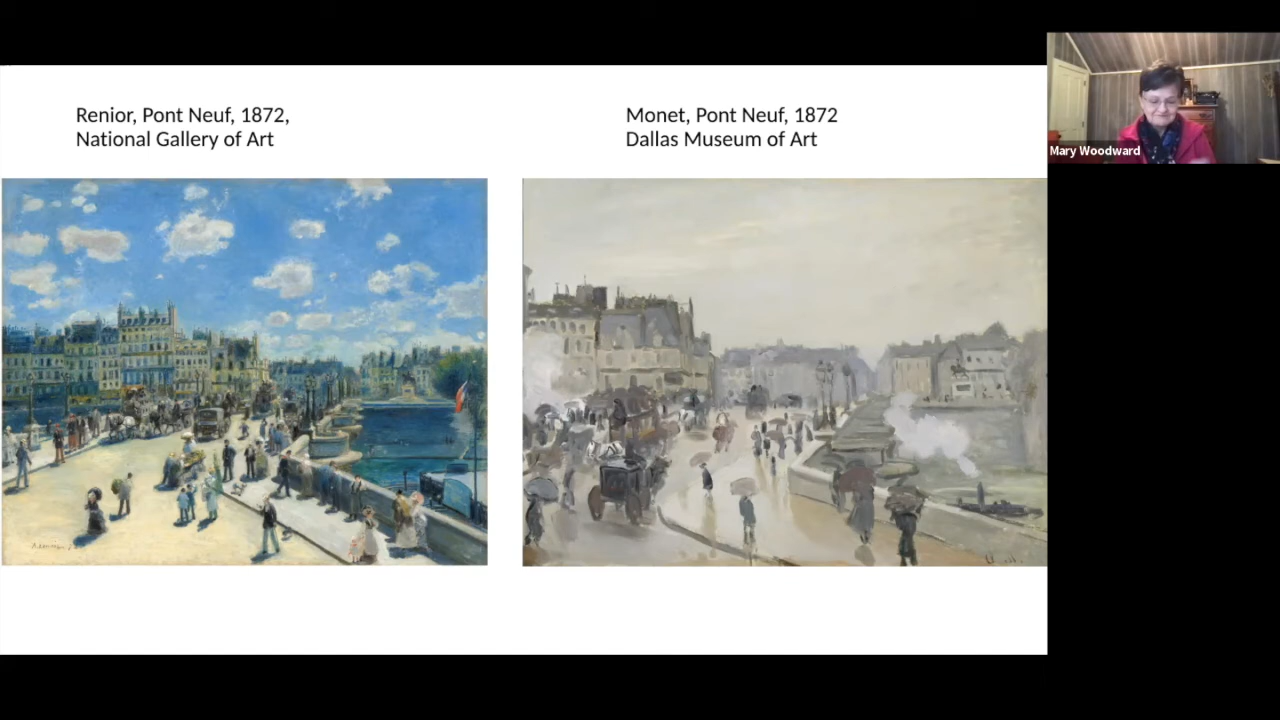 Renior, Pont Neuf, 1872,
National Gallery of Art
Monet, Pont Neuf, 1872
Dallas Museum of Art
Mary Woodward